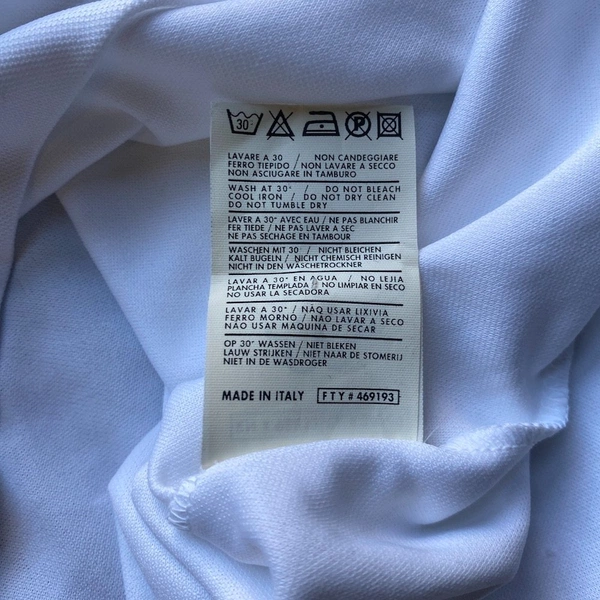 30
P
LAVARE A 30 / NON CANDEGGIARE
FERRO TIEPIDO / NON LAVARE A SECCO
NON ASCIUGARE IN TAMBURO
WASH AT 30° / DO NOT BLEACH
COOL IRON / DO NOT DRY CLEAN
DO NOT TUMBLE DRY
LAVER A 30° AVEC EAU / NE PAS BLANCHIR
FER TIEDE / NE PAS LAVER A SEC
NE PAS SECHAGE EN TAMBOUR
WASCHEN MIT 30° / NICHT BLEICHEN
KALT BUGELN / NICHT CHEMISCH REINIGEN
NICHT IN DEN WÄSCHETROCKNER
LAVAR A 30° EN AGUA / NO LEJIA
PLANCHA TEMPLADA / NO LIMPIAR EN SECO
NO USAR LA SECADORA
LAVAR A 30° / NÃO USAR LIXIVIA
FERRO MORNO / NÃO LAVAR A SECO
NÃO USAR MAQUINA DE SECAR
OP 30° WASSEN / NIET BLEKEN
LAUW STRIJKEN / NIET NAAR DE STOMERIJ
NIET IN DE WASDROGER
MADE IN ITALY FTY # 469193